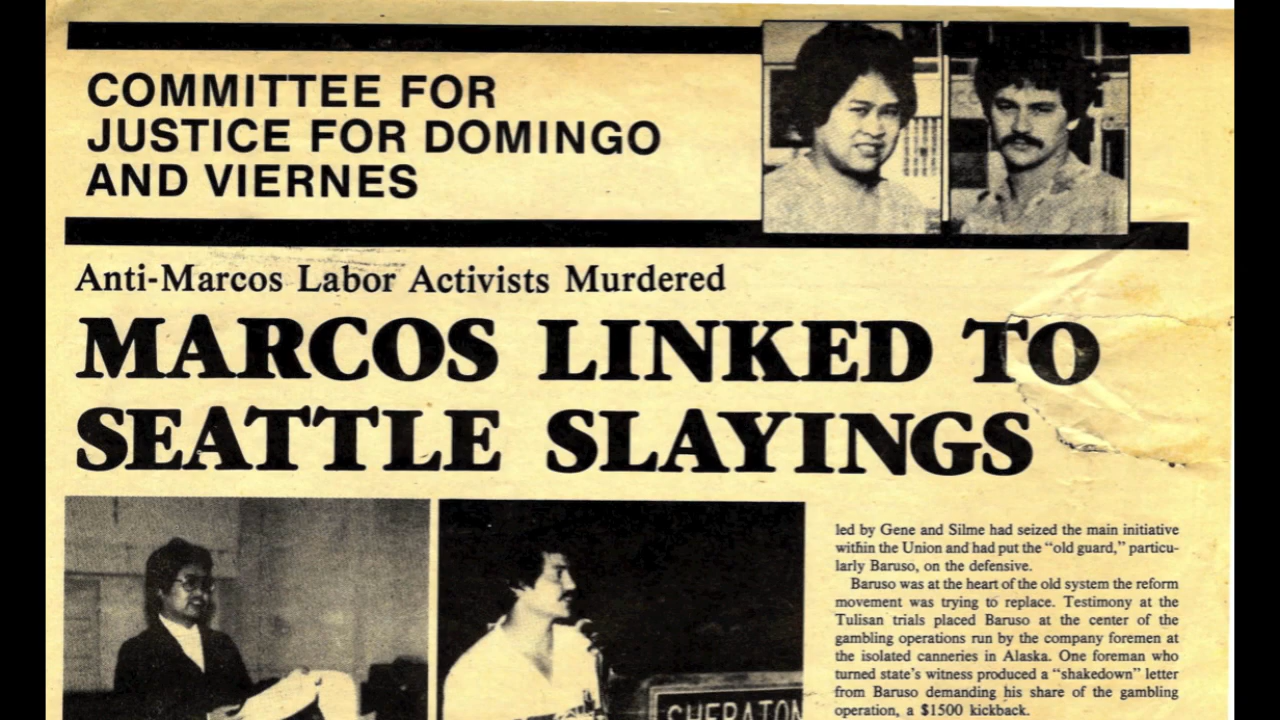 COMMITTEE FOR
JUSTICE FOR DOMINGO
AND VIERNES
Anti-Marcos Labor Activists Murdered
MARCOS LINKED TO
SEATTLE SLAYINGS
led by Gene and Silme had seized the main initiative
within the Union and had put the “old guard,” particu-
larly Baruso, on the defensive.
Baruso was at the heart of the old system the reform
movement was trying to replace. Testimony at the
Tulisan trials placed Baruso at the center of the
gambling operations run by the company foremen at
the isolated canneries in Alaska. One foreman who
turned state’s witness produced a “shakedown” letter
from Baruso demanding his share of the gambling
operation, a $1500 kickback.
SHERATON